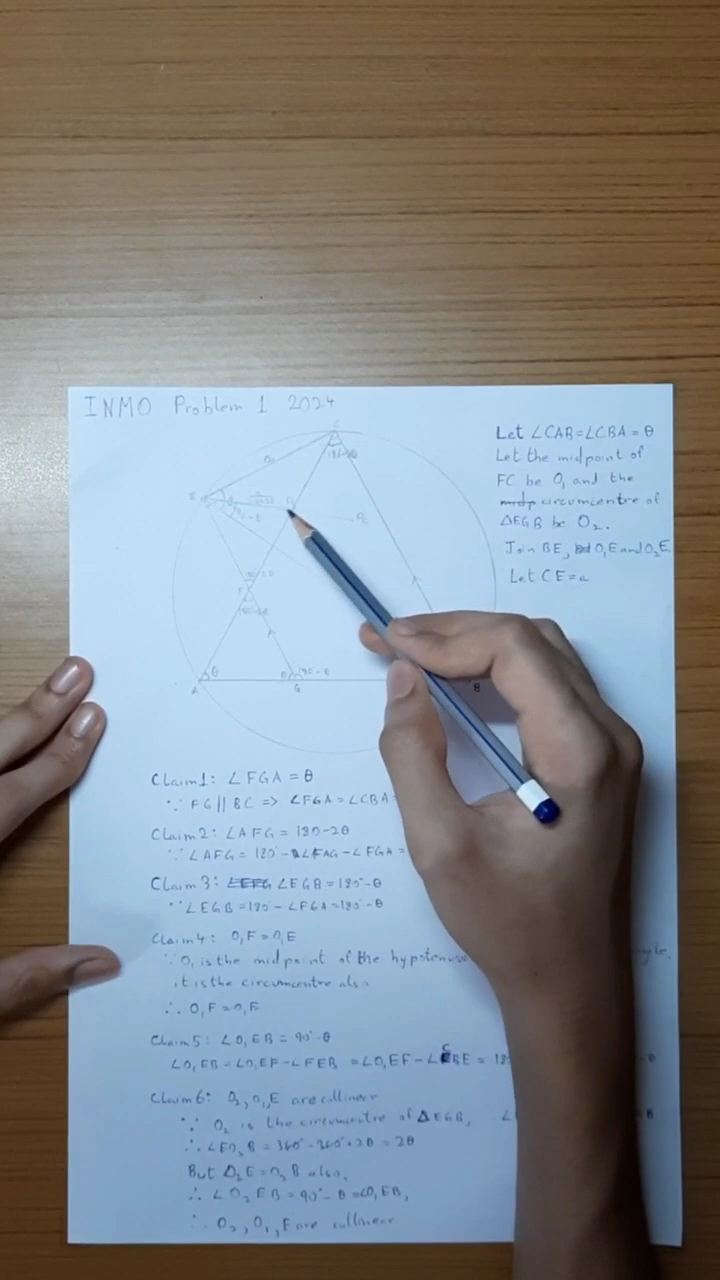 INMO Problem 1 2024
Let ∠CAB=∠CBA = θ
Let the midpoint of
FC be O₁ and the
circumcentre of
ΔEGB be O₂.
Join BE, O₁E and O₂E
Let CE = a
C
180-2θ
E
O₂
F
180-2θ
θ
A
G
B
Claim 1: ∠FGA = θ
∵ FG || BC => ∠FGA = ∠CBA =
Claim 2: ∠AFG = 180-2θ
∵ ∠AFG = 180°-∠FAG - ∠FGA =
Claim 3: ∠EGB = 180°-θ
∵ ∠EGB = 180° - ∠FGA = 180°-θ
Claim 4: O₁F = O₁E
∵ O₁ is the midpoint of the
it is the circumcentre also
∴ O₁F = O₁E
Claim 5: ∠O₁EB = 90°-θ
∠O₁EB = ∠O₁EF - ∠FEB = ∠O₁EF - ∠CBE = 18
Claim 6: O₂, O₁, E are collinear
∵ O₂ is the circumcentre of ΔEGB,
∴ ∠EO₂B = 360°-360°+2θ = 2θ
But O₂E = O₂B also,
∴ ∠O₂EB = 90°-θ = ∠O₁EB,
∴ O₂, O₁, E are collinear